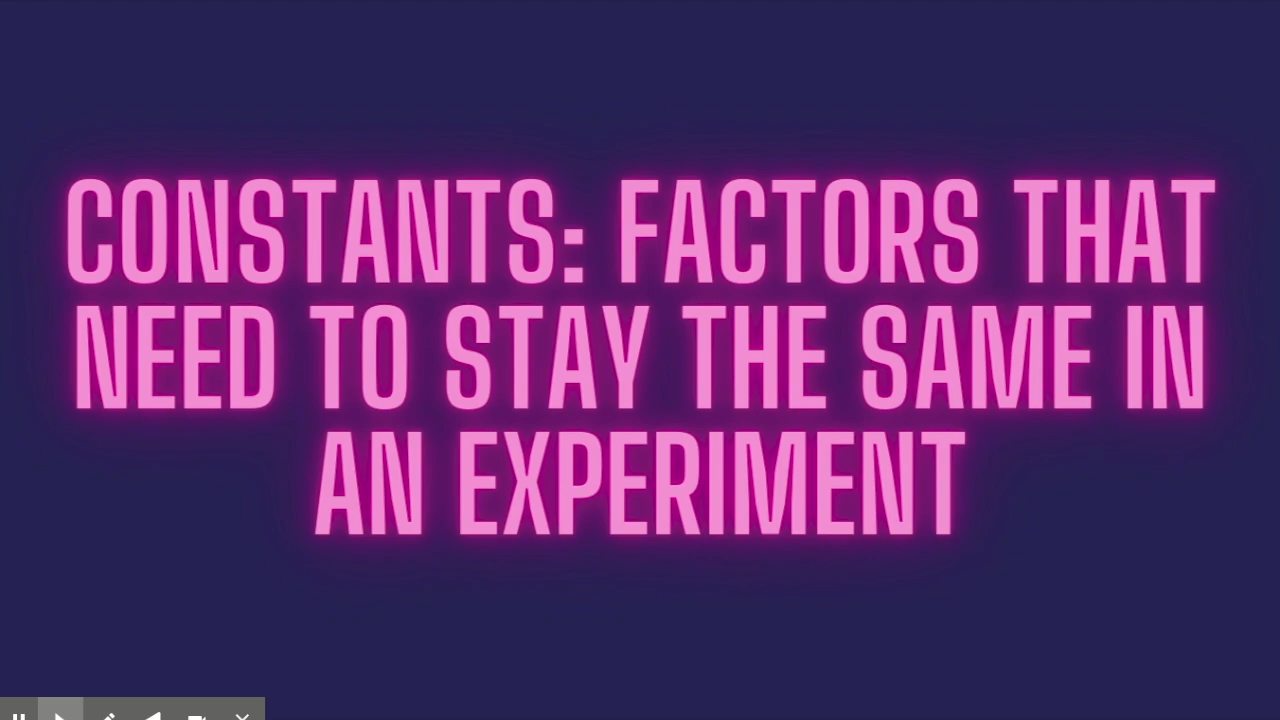 CONSTANTS: FACTORS THAT
NEED TO STAY THE SAME IN
AN EXPERIMENT